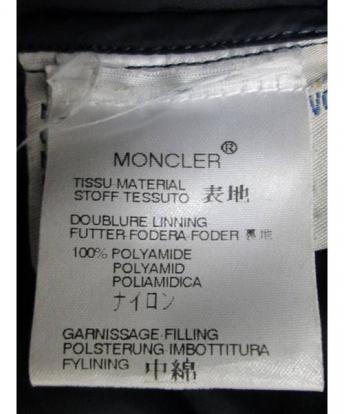 MONCLER®
TISSU·MATERIAL
STOFF TESSUTO 表地
DOUBLURE LINNING
FUTTER·FODERA·FODER 裏地
100% POLYAMIDE
POLYAMID
POLIAMIDICA
ナイロン
GARNISSAGE·FILLING
POLSTERUNG·IMBOTTITURA
FYLINING 中綿